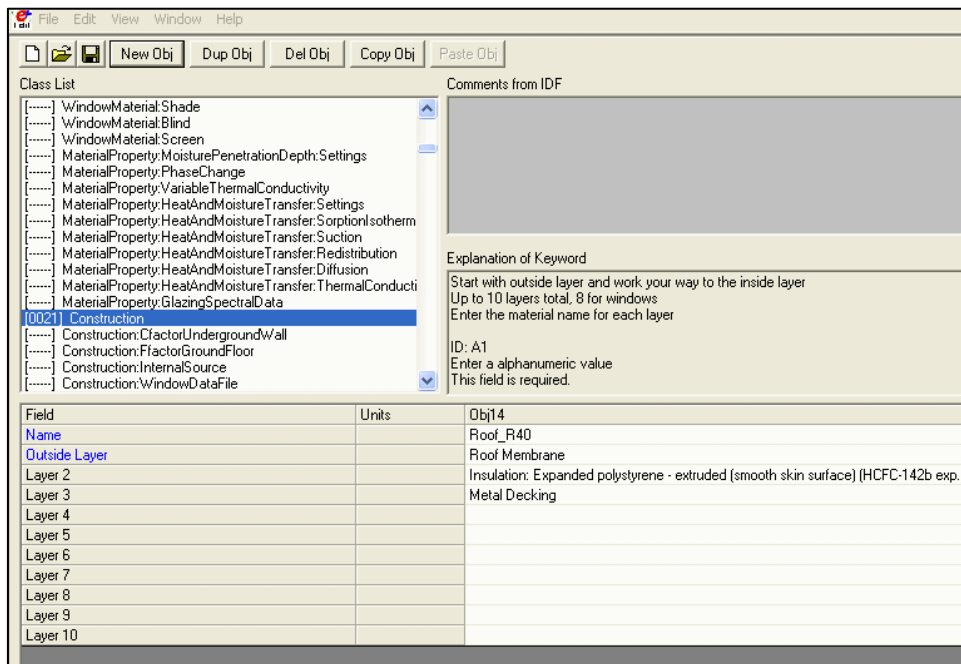 File Edit View Window Help
New Obj Dup Obj Del Obj Copy Obj Paste Obj
Class List
[------] WindowMaterial:Shade
[------] WindowMaterial:Blind
[------] WindowMaterial:Screen
[------] MaterialProperty:MoisturePenetrationDepth:Settings
[------] MaterialProperty:PhaseChange
[------] MaterialProperty:VariableThermalConductivity
[------] MaterialProperty:HeatAndMoistureTransfer:Settings
[------] MaterialProperty:HeatAndMoistureTransfer:SorptionIsotherm
[------] MaterialProperty:HeatAndMoistureTransfer:Suction
[------] MaterialProperty:HeatAndMoistureTransfer:Redistribution
[------] MaterialProperty:HeatAndMoistureTransfer:Diffusion
[------] MaterialProperty:HeatAndMoistureTransfer:ThermalConducti
[------] MaterialProperty:GlazingSpectralData
[0021] Construction
[------] Construction:CfactorUndergroundWall
[------] Construction:FfactorGroundFloor
[------] Construction:InternalSource
[------] Construction:WindowDataFile
Comments from IDF
Explanation of Keyword
Start with outside layer and work your way to the inside layer
Up to 10 layers total, 8 for windows
Enter the material name for each layer
ID: A1
Enter a alphanumeric value
This field is required.
Field Units Obj14
Name Roof_R40
Outside Layer Roof Membrane
Layer 2 Insulation: Expanded polystyrene - extruded (smooth skin surface) (HCFC-142b exp.
Layer 3 Metal Decking
Layer 4
Layer 5
Layer 6
Layer 7
Layer 8
Layer 9
Layer 10